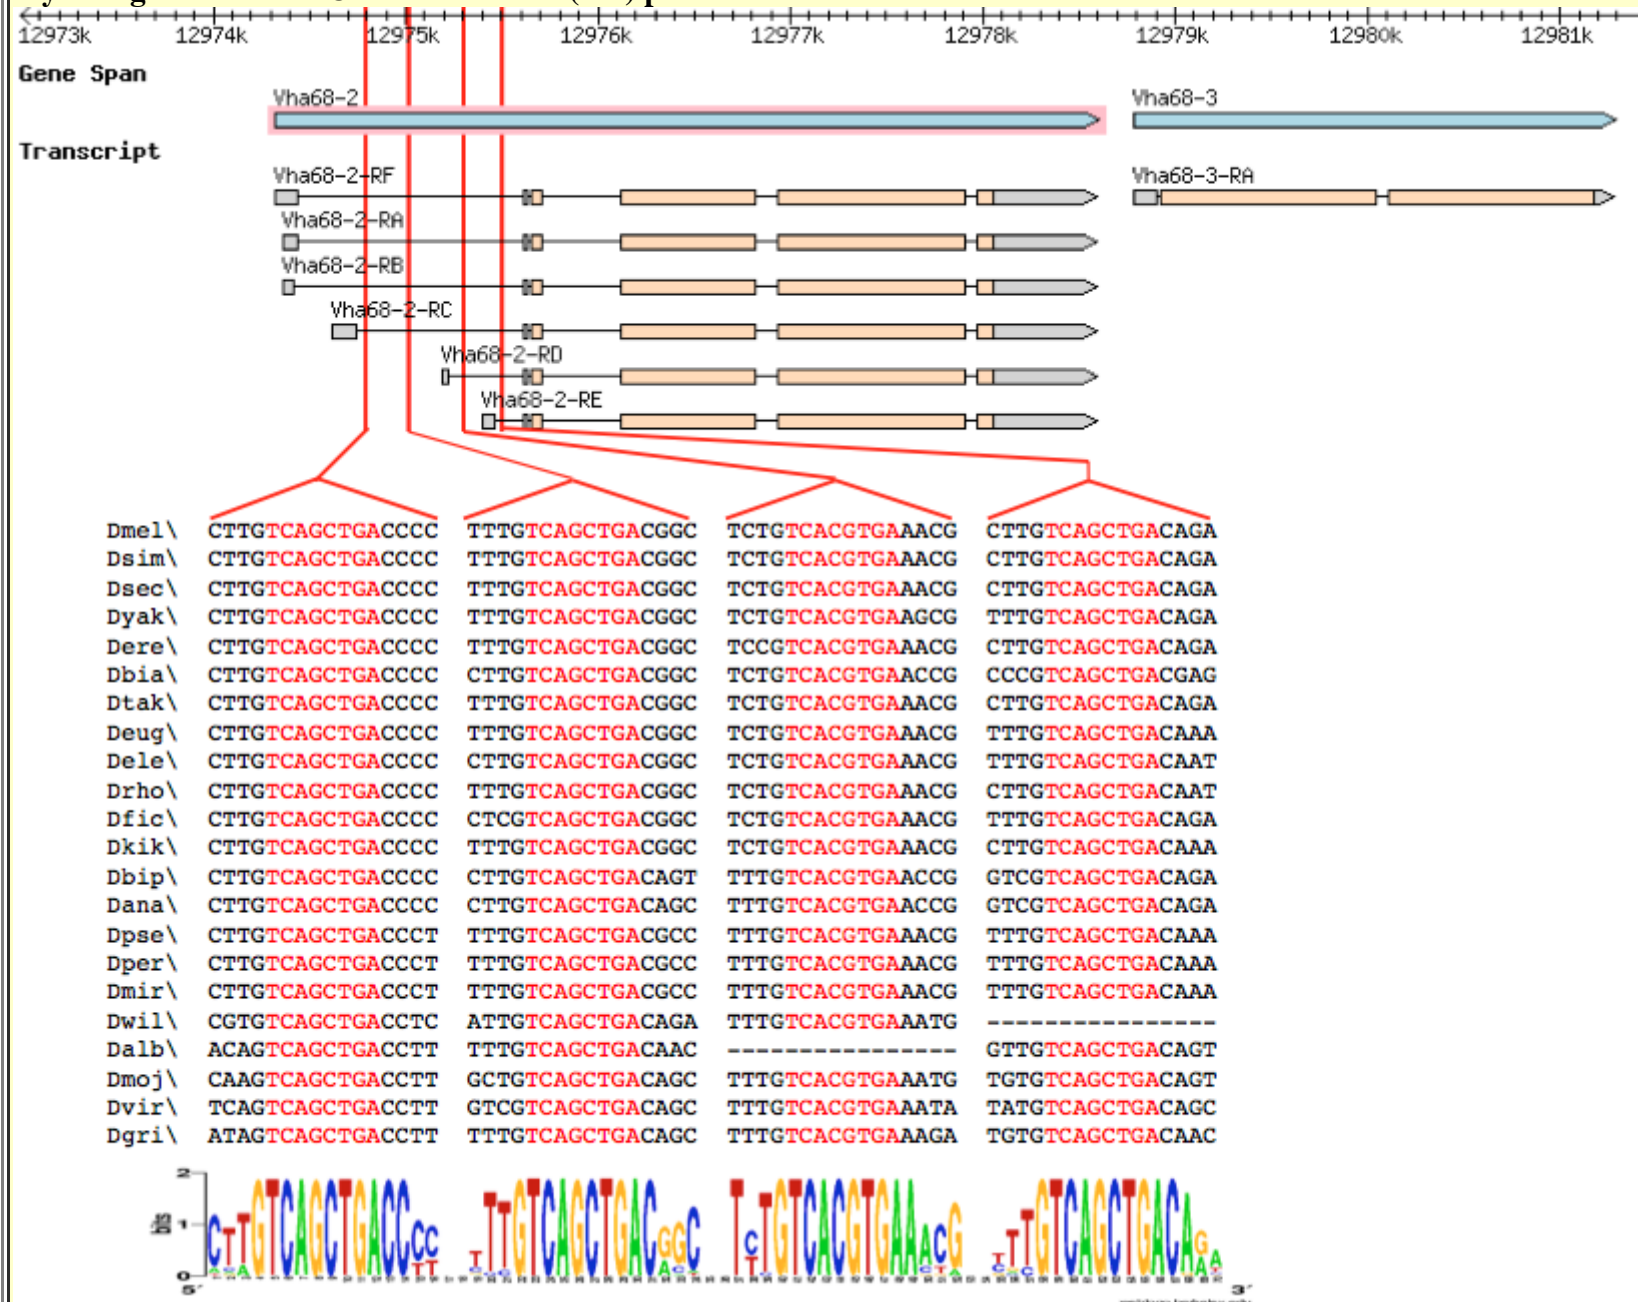 12973k 12974k 12975k 12976k 12977k 12978k 12979k 12980k 12981k
Gene Span
Vha68-2 Vha68-3
Transcript
Vha68-2-RF Vha68-3-RA
Vha68-2-RA
Vha68-2-RB
Vha68-2-RC
Vha68-2-RD
Vha68-2-RE
Dmel\ CTTGTCAGCTGACCCC TTTGTCAGCTGACGGC TCTGTCACGTGAAACG CTTGTCAGCTGACAGA
Dsim\ CTTGTCAGCTGACCCC TTTGTCAGCTGACGGC TCTGTCACGTGAAACG CTTGTCAGCTGACAGA
Dsec\ CTTGTCAGCTGACCCC TTTGTCAGCTGACGGC TCTGTCACGTGAAACG CTTGTCAGCTGACAGA
Dyak\ CTTGTCAGCTGACCCC TTTGTCAGCTGACGGC TCTGTCACGTGAAGCG TTTGTCAGCTGACAGA
Dere\ CTTGTCAGCTGACCCC TTTGTCAGCTGACGGC TCCGTCACGTGAAACG CTTGTCAGCTGACAGA
Dbia\ CTTGTCAGCTGACCCC CTTGTCAGCTGACGGC TCTGTCACGTGAACCG CCCGTCAGCTGACGAG
Dtak\ CTTGTCAGCTGACCCC TTTGTCAGCTGACGGC TCTGTCACGTGAAACG CTTGTCAGCTGACAGA
Deug\ CTTGTCAGCTGACCCC TTTGTCAGCTGACGGC TCTGTCACGTGAAACG TTTGTCAGCTGACAAA
Dele\ CTTGTCAGCTGACCCC CTTGTCAGCTGACGGC TCTGTCACGTGAAACG TTTGTCAGCTGACAAT
Drho\ CTTGTCAGCTGACCCC TTTGTCAGCTGACGGC TCTGTCACGTGAAACG CTTGTCAGCTGACAAT
Dfic\ CTTGTCAGCTGACCCC CTCGTCAGCTGACGGC TCTGTCACGTGAAACG TTTGTCAGCTGACAGA
Dkik\ CTTGTCAGCTGACCCC TTTGTCAGCTGACGGC TCTGTCACGTGAAACG CTTGTCAGCTGACAAA
Dbip\ CTTGTCAGCTGACCCC CTTGTCAGCTGACAGT TTTGTCACGTGAACCG GTCGTCAGCTGACAGA
Dana\ CTTGTCAGCTGACCCC CTTGTCAGCTGACAGC TTTGTCACGTGAACCG GTCGTCAGCTGACAGA
Dpse\ CTTGTCAGCTGACCCT TTTGTCAGCTGACGCC TTTGTCACGTGAAACG TTTGTCAGCTGACAAA
Dper\ CTTGTCAGCTGACCCT TTTGTCAGCTGACGCC TTTGTCACGTGAAACG TTTGTCAGCTGACAAA
Dmir\ CTTGTCAGCTGACCCT TTTGTCAGCTGACGCC TTTGTCACGTGAAACG TTTGTCAGCTGACAAA
Dwil\ CGTGTCAGCTGACCTC ATTGTCAGCTGACAGA TTTGTCACGTGAAATG ----------------
Dalb\ ACAGTCAGCTGACCTT TTTGTCAGCTGACAAC ---------------- GTTGTCAGCTGACAGT
Dmoj\ CAAGTCAGCTGACCTT GCTGTCAGCTGACAGC TTTGTCACGTGAAATG TGTGTCAGCTGACAGT
Dvir\ TCAGTCAGCTGACCTT GTCGTCAGCTGACAGC TTTGTCACGTGAAATA TATGTCAGCTGACAGC
Dgri\ ATAGTCAGCTGACCTT TTTGTCAGCTGACAGC TTTGTCACGTGAAAGA TGTGTCAGCTGACAAC
2
bits
1
0
5′ 3′